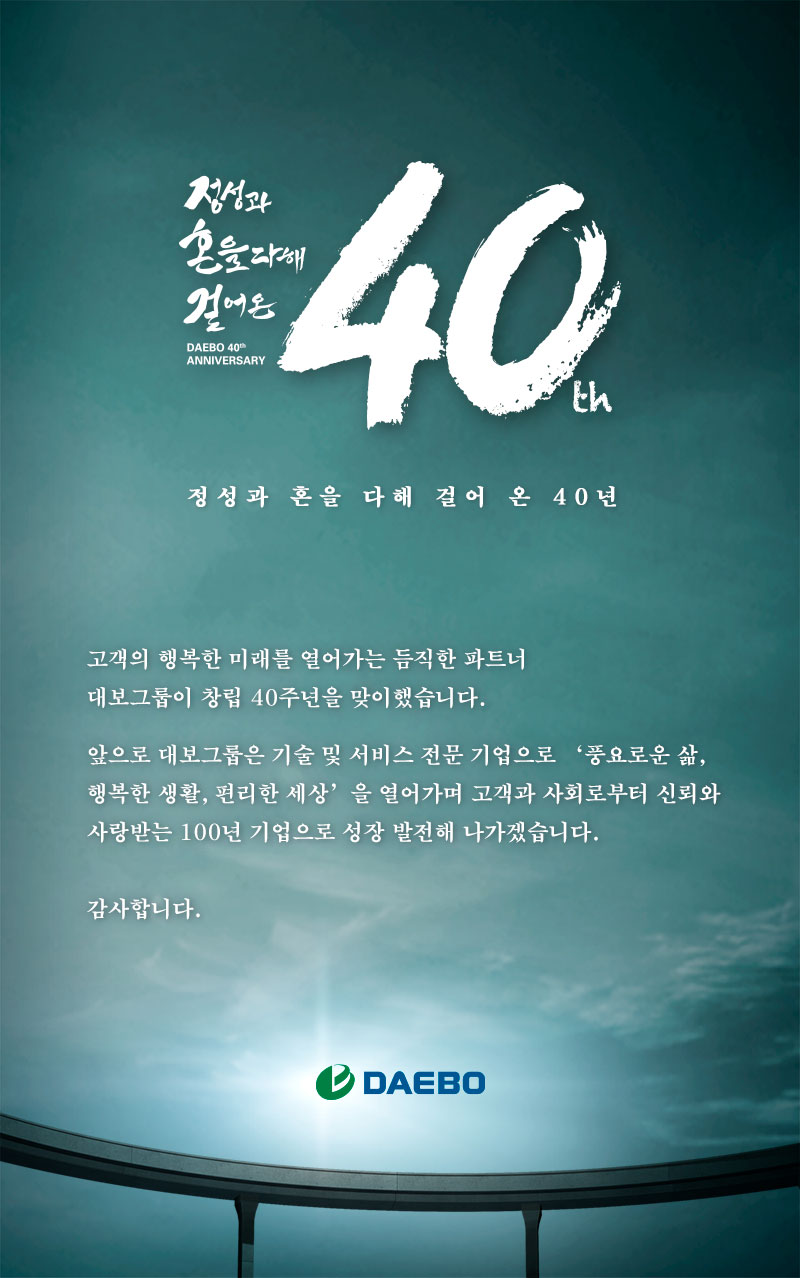 정성과
혼을 다해
걸어온
DAEBO 40th
ANNIVERSARY
40th
정성과 혼을 다해 걸어 온 40년
고객의 행복한 미래를 열어가는 듬직한 파트너
대보그룹이 창립 40주년을 맞이했습니다.
앞으로 대보그룹은 기술 및 서비스 전문 기업으로 ‘풍요로운 삶,
행복한 생활, 편리한 세상’을 열어가며 고객과 사회로부터 신뢰와
사랑받는 100년 기업으로 성장 발전해 나가겠습니다.
감사합니다.
DAEBO